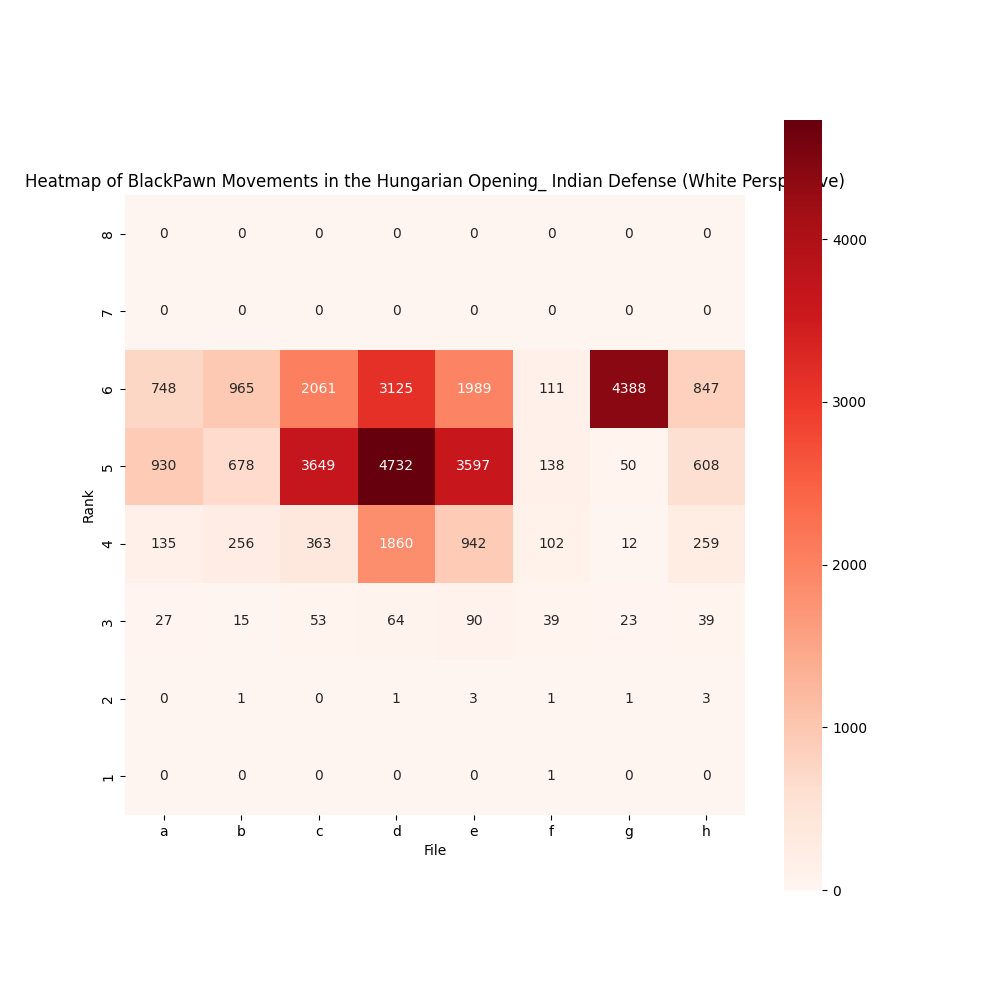 Heatmap of BlackPawn Movements in the Hungarian Opening_ Indian Defense (White Persp ve)
8 0 0 0 0 0 0 0 0
7 0 0 0 0 0 0 0 0
6 748 965 2061 3125 1989 111 4388 847
5 930 678 3649 4732 3597 138 50 608
4 135 256 363 1860 942 102 12 259
3 27 15 53 64 90 39 23 39
2 0 1 0 1 3 1 1 3
1 0 0 0 0 0 1 0 0
a b c d e f g h
Rank
File
4000
3000
2000
1000
0